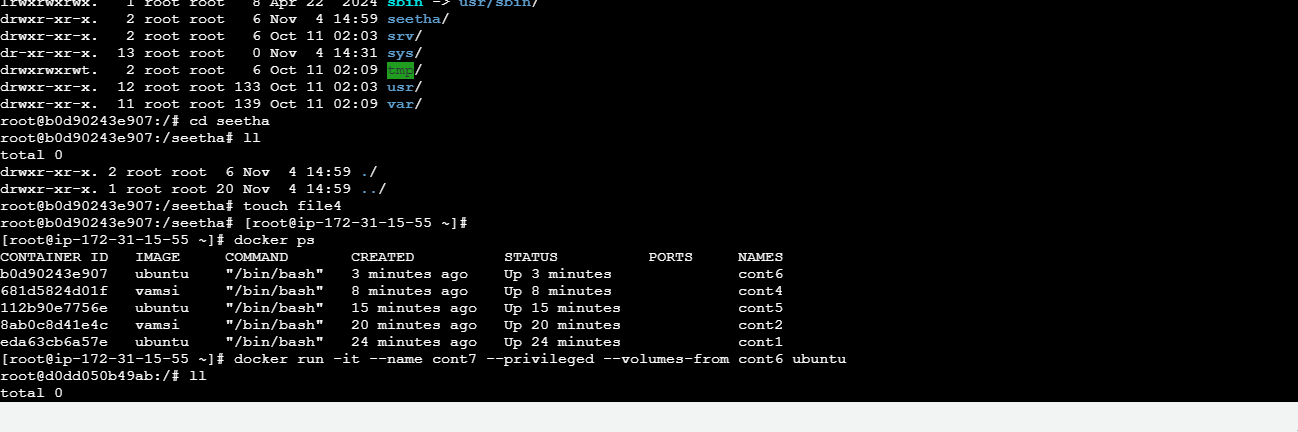 lrwxrwxrwx.   1 root root   8 Apr 22  2024 sbin -> usr/sbin/
drwxr-xr-x.   2 root root   6 Nov  4 14:59 seetha/
drwxr-xr-x.   2 root root   6 Oct 11 02:03 srv/
dr-xr-xr-x.  13 root root   0 Nov  4 14:31 sys/
drwxrwxrwt.   2 root root   6 Oct 11 02:09 tmp/
drwxr-xr-x.  12 root root 133 Oct 11 02:03 usr/
drwxr-xr-x.  11 root root 139 Oct 11 02:09 var/
root@b0d90243e907:/# cd seetha
root@b0d90243e907:/seetha# ll
total 0
drwxr-xr-x. 2 root root  6 Nov  4 14:59 ./
drwxr-xr-x. 1 root root 20 Nov  4 14:59 ../
root@b0d90243e907:/seetha# touch file4
root@b0d90243e907:/seetha# [root@ip-172-31-15-55 ~]#
[root@ip-172-31-15-55 ~]# docker ps
CONTAINER ID   IMAGE     COMMAND       CREATED          STATUS          PORTS     NAMES
b0d90243e907   ubuntu    "/bin/bash"   3 minutes ago    Up 3 minutes              cont6
681d5824d01f   vamsi     "/bin/bash"   8 minutes ago    Up 8 minutes              cont4
112b90e7756e   ubuntu    "/bin/bash"   15 minutes ago   Up 15 minutes             cont5
8ab0c8d41e4c   vamsi     "/bin/bash"   20 minutes ago   Up 20 minutes             cont2
eda63cb6a57e   ubuntu    "/bin/bash"   24 minutes ago   Up 24 minutes             cont1
[root@ip-172-31-15-55 ~]# docker run -it --name cont7 --privileged --volumes-from cont6 ubuntu
root@d0dd050b49ab:/# ll
total 0